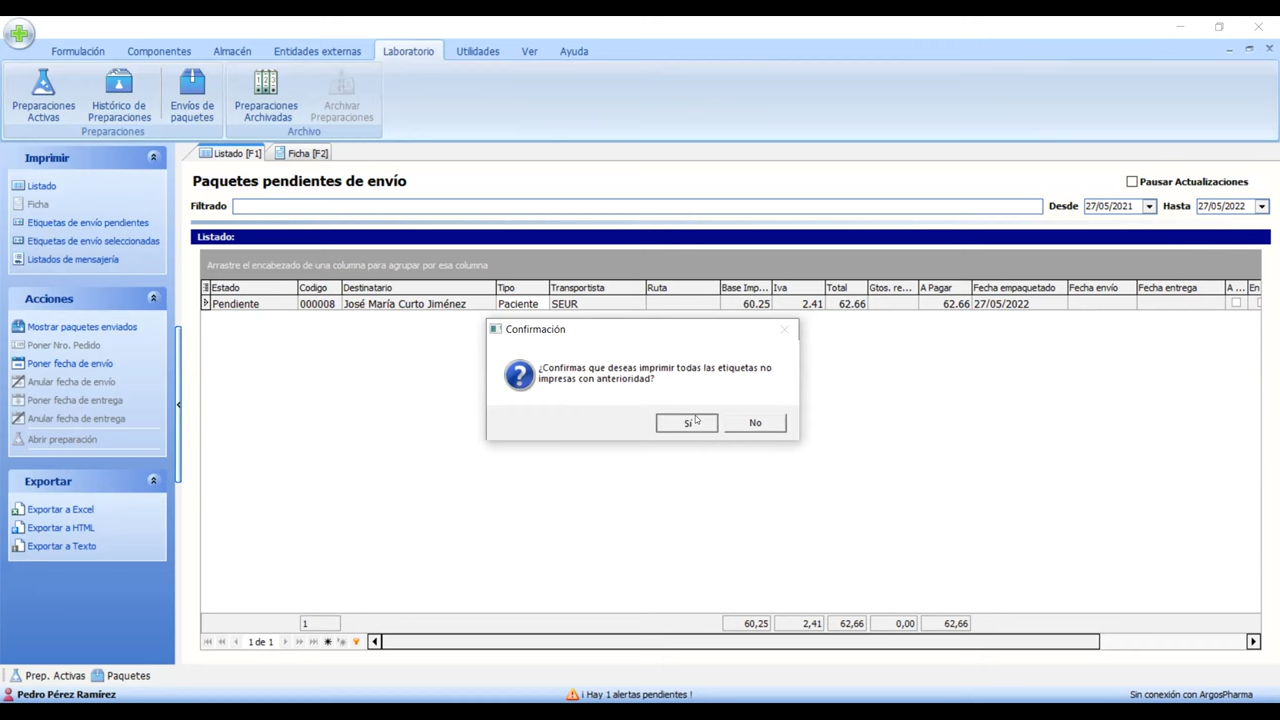 Formulación Componentes Almacén Entidades externas Laboratorio Utilidades Ver Ayuda
Preparaciones Activas
Histórico de Preparaciones
Envíos de paquetes
Preparaciones Archivadas
Archivar Preparaciones
Preparaciones Archivo
Imprimir
Listado
Ficha
Etiquetas de envío pendientes
Etiquetas de envío seleccionadas
Listados de mensajería
Acciones
Mostrar paquetes enviados
Poner Nro. Pedido
Poner fecha de envío
Anular fecha de envío
Poner fecha de entrega
Anular fecha de entrega
Abrir preparación
Exportar
Exportar a Excel
Exportar a HTML
Exportar a Texto
Listado [F1] Ficha [F2]
Paquetes pendientes de envío
Pausar Actualizaciones
Filtrado Desde 27/05/2021 Hasta 27/05/2022
Listado:
Arrastre el encabezado de una columna para agrupar por esa columna
Estado Codigo Destinatario Tipo Transportista Ruta Base Imp... Iva Total Gtos. re... A Pagar Fecha empaquetado Fecha envío Fecha entrega A ... En
Pendiente 000008 José María Curto Jiménez Paciente SEUR 60.25 2.41 62.66 62.66 27/05/2022
Confirmación
¿Confirmas que deseas imprimir todas las etiquetas no
impresas con anterioridad?
Sí No
1 60,25 2,41 62,66 0,00 62,66
1 de 1
Prep. Activas Paquetes
Pedro Pérez Ramírez ¡ Hay 1 alertas pendientes ! Sin conexión con ArgosPharma